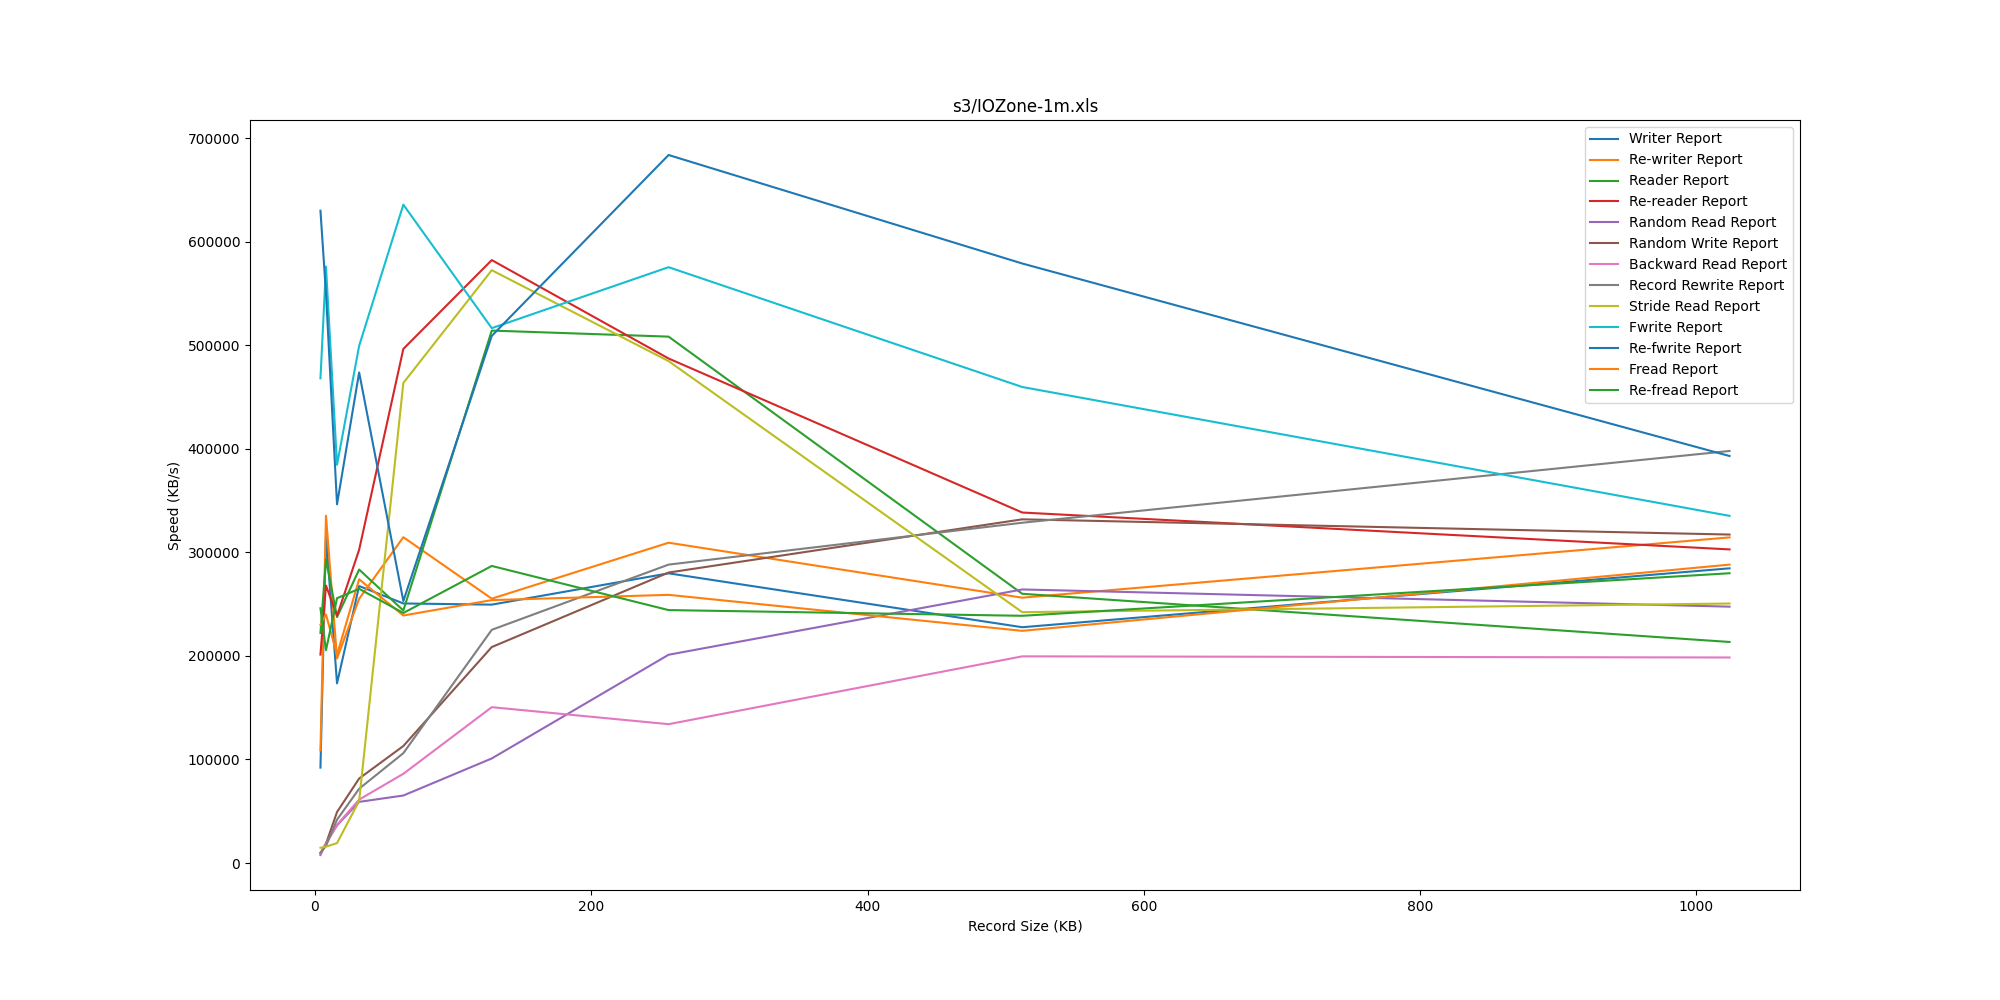 s3/IOZone-1m.xls
700000
600000
500000
400000
300000
200000
100000
0
Speed (KB/s)
0 200 400 600 800 1000
Record Size (KB)
Writer Report
Re-writer Report
Reader Report
Re-reader Report
Random Read Report
Random Write Report
Backward Read Report
Record Rewrite Report
Stride Read Report
Fwrite Report
Re-fwrite Report
Fread Report
Re-fread Report